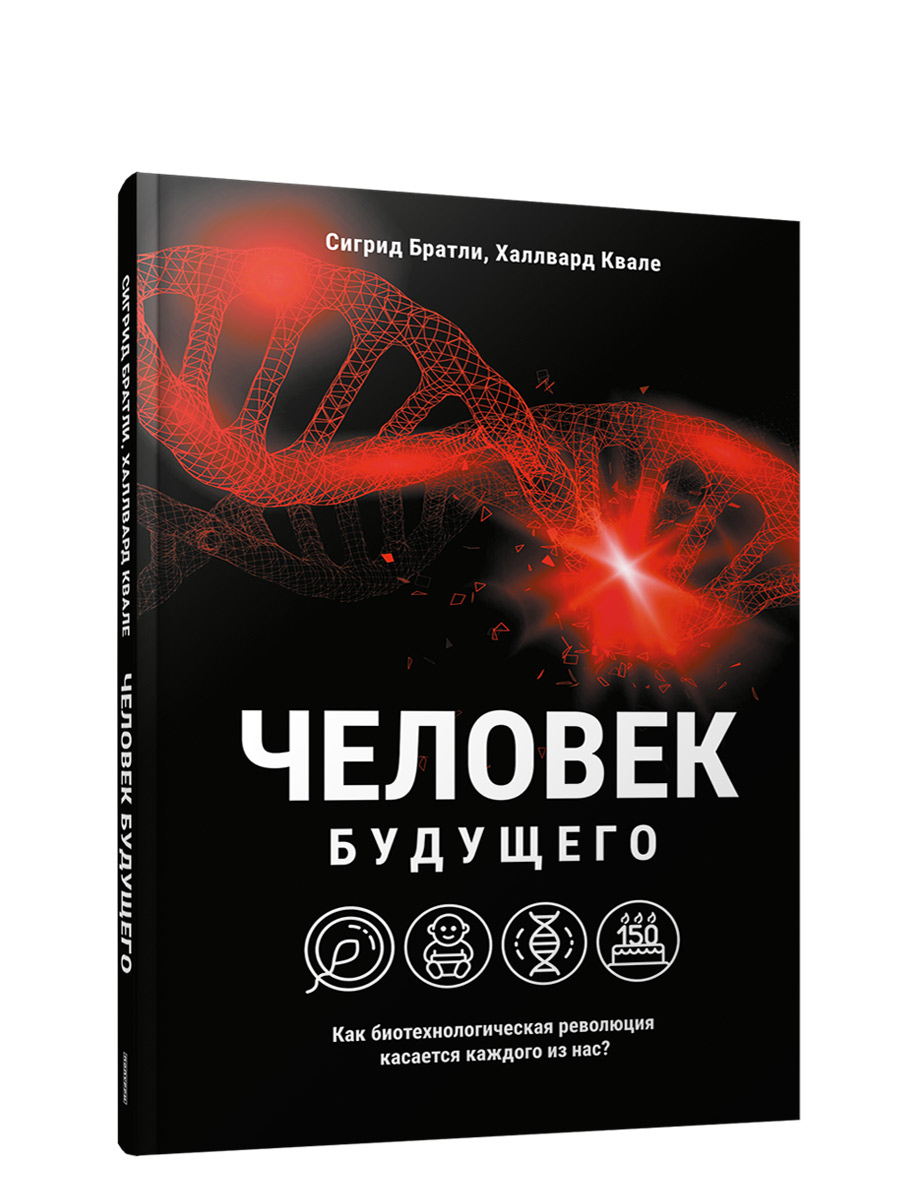 Сигрид Братли, Халлвард Квале
ЧЕЛОВЕК
БУДУЩЕГО
150
Как биотехнологическая революция
касается каждого из нас?
СИГРИД БРАТЛИ, ХАЛЛВАРД КВАЛЕ ЧЕЛОВЕК БУДУЩЕГО